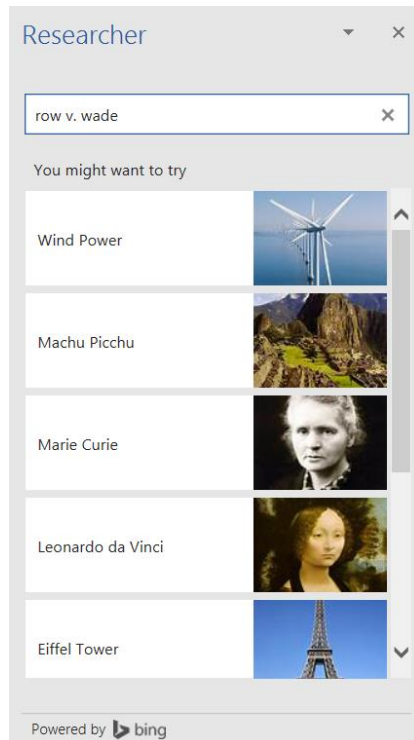 Researcher
row v. wade
You might want to try
Wind Power
Machu Picchu
Marie Curie
Leonardo da Vinci
Eiffel Tower
Powered by bing